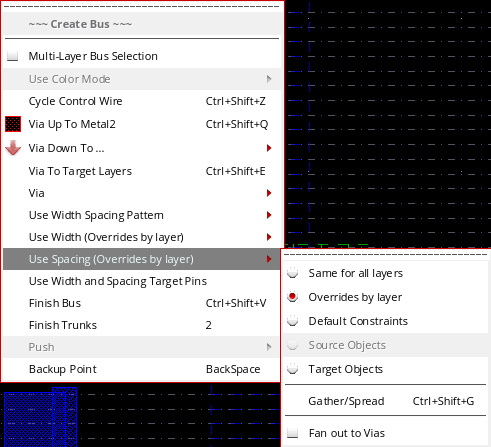 ~~~ Create Bus ~~~
Multi-Layer Bus Selection
Use Color Mode
Cycle Control Wire Ctrl+Shift+Z
Via Up To Metal2 Ctrl+Shift+Q
Via Down To ...
Via To Target Layers Ctrl+Shift+E
Via
Use Width Spacing Pattern
Use Width (Overrides by layer)
Use Spacing (Overrides by layer)
Use Width and Spacing Target Pins
Finish Bus Ctrl+Shift+V
Finish Trunks 2
Push
Backup Point BackSpace
Same for all layers
Overrides by layer
Default Constraints
Source Objects
Target Objects
Gather/Spread Ctrl+Shift+G
Fan out to Vias